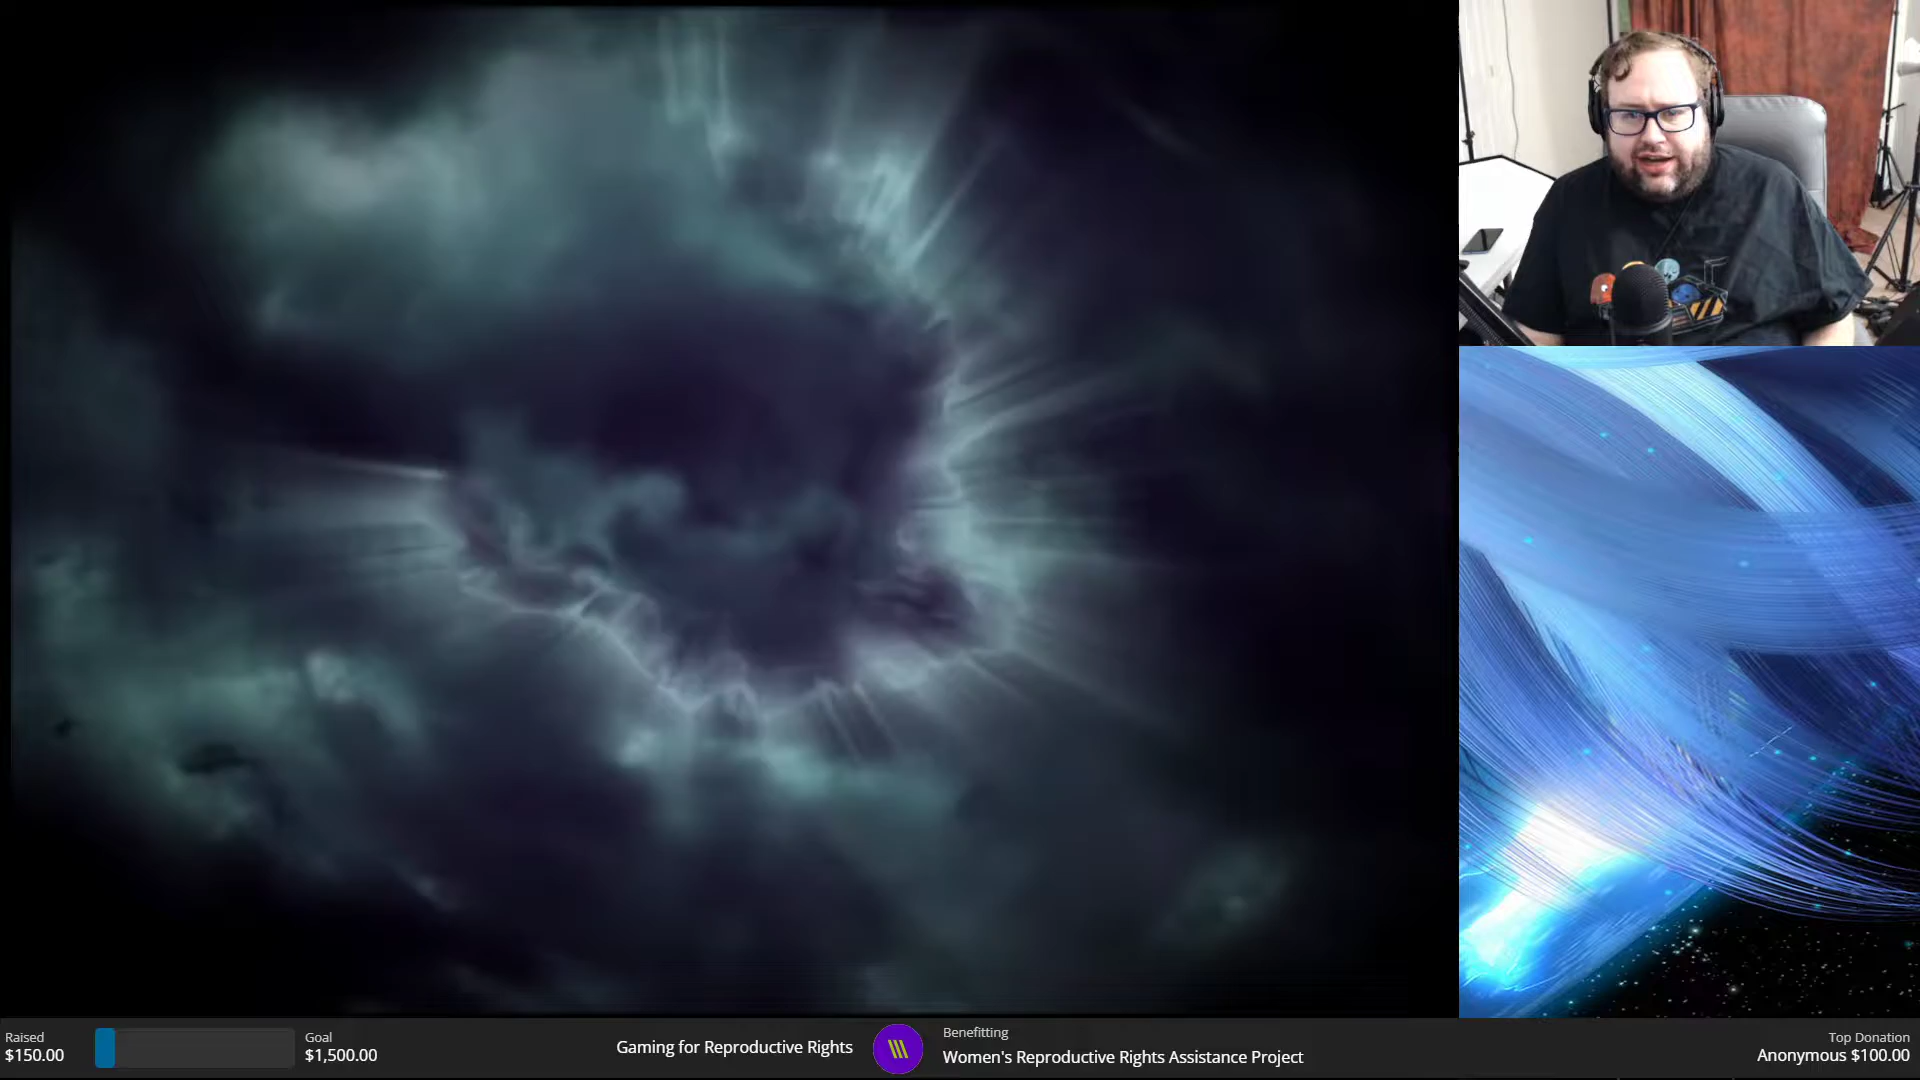 Raised
$150.00
Goal
$1,500.00
Gaming for Reproductive Rights
Benefitting
Women's Reproductive Rights Assistance Project
Top Donation
Anonymous $100.00